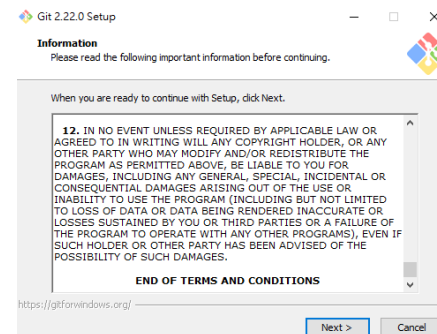 Git 2.22.0 Setup
Information
Please read the following important information before continuing.
When you are ready to continue with Setup, click Next.
12. IN NO EVENT UNLESS REQUIRED BY APPLICABLE LAW OR
AGREED TO IN WRITING WILL ANY COPYRIGHT HOLDER, OR ANY
OTHER PARTY WHO MAY MODIFY AND/OR REDISTRIBUTE THE
PROGRAM AS PERMITTED ABOVE, BE LIABLE TO YOU FOR
DAMAGES, INCLUDING ANY GENERAL, SPECIAL, INCIDENTAL OR
CONSEQUENTIAL DAMAGES ARISING OUT OF THE USE OR
INABILITY TO USE THE PROGRAM (INCLUDING BUT NOT LIMITED
TO LOSS OF DATA OR DATA BEING RENDERED INACCURATE OR
LOSSES SUSTAINED BY YOU OR THIRD PARTIES OR A FAILURE OF
THE PROGRAM TO OPERATE WITH ANY OTHER PROGRAMS), EVEN IF
SUCH HOLDER OR OTHER PARTY HAS BEEN ADVISED OF THE
POSSIBILITY OF SUCH DAMAGES.
END OF TERMS AND CONDITIONS
https://gitforwindows.org/
Next >
Cancel